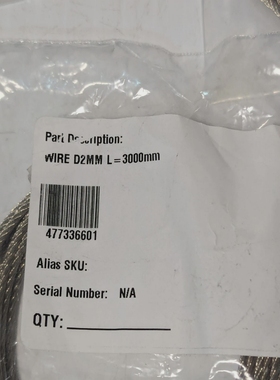 Part Description:
WIRE D2MM L=3000mm
477336601
Alias SKU:
Serial Number: N/A
QTY: